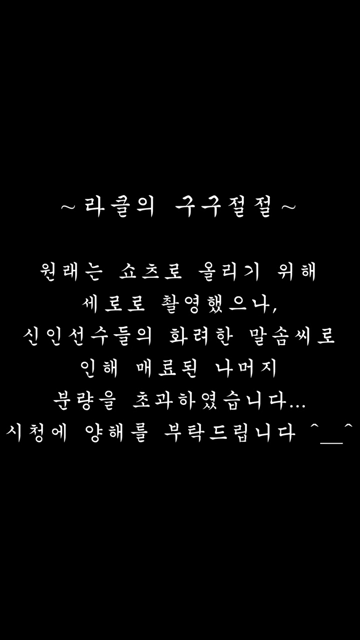 ~라클의 구구절절~
원래는 쇼츠로 올리기 위해
세로로 촬영했으나,
신인선수들의 화려한 말솜씨로
인해 매료된 나머지
분량을 초과하였습니다...
시청에 양해를 부탁드립니다 ^__^